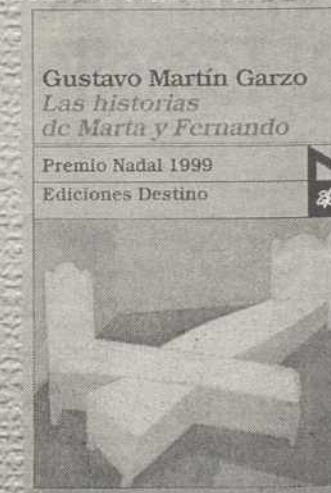 Gustavo Martín Garzo
Las historias
de Marta y Fernando
Premio Nadal 1999
Ediciones Destino